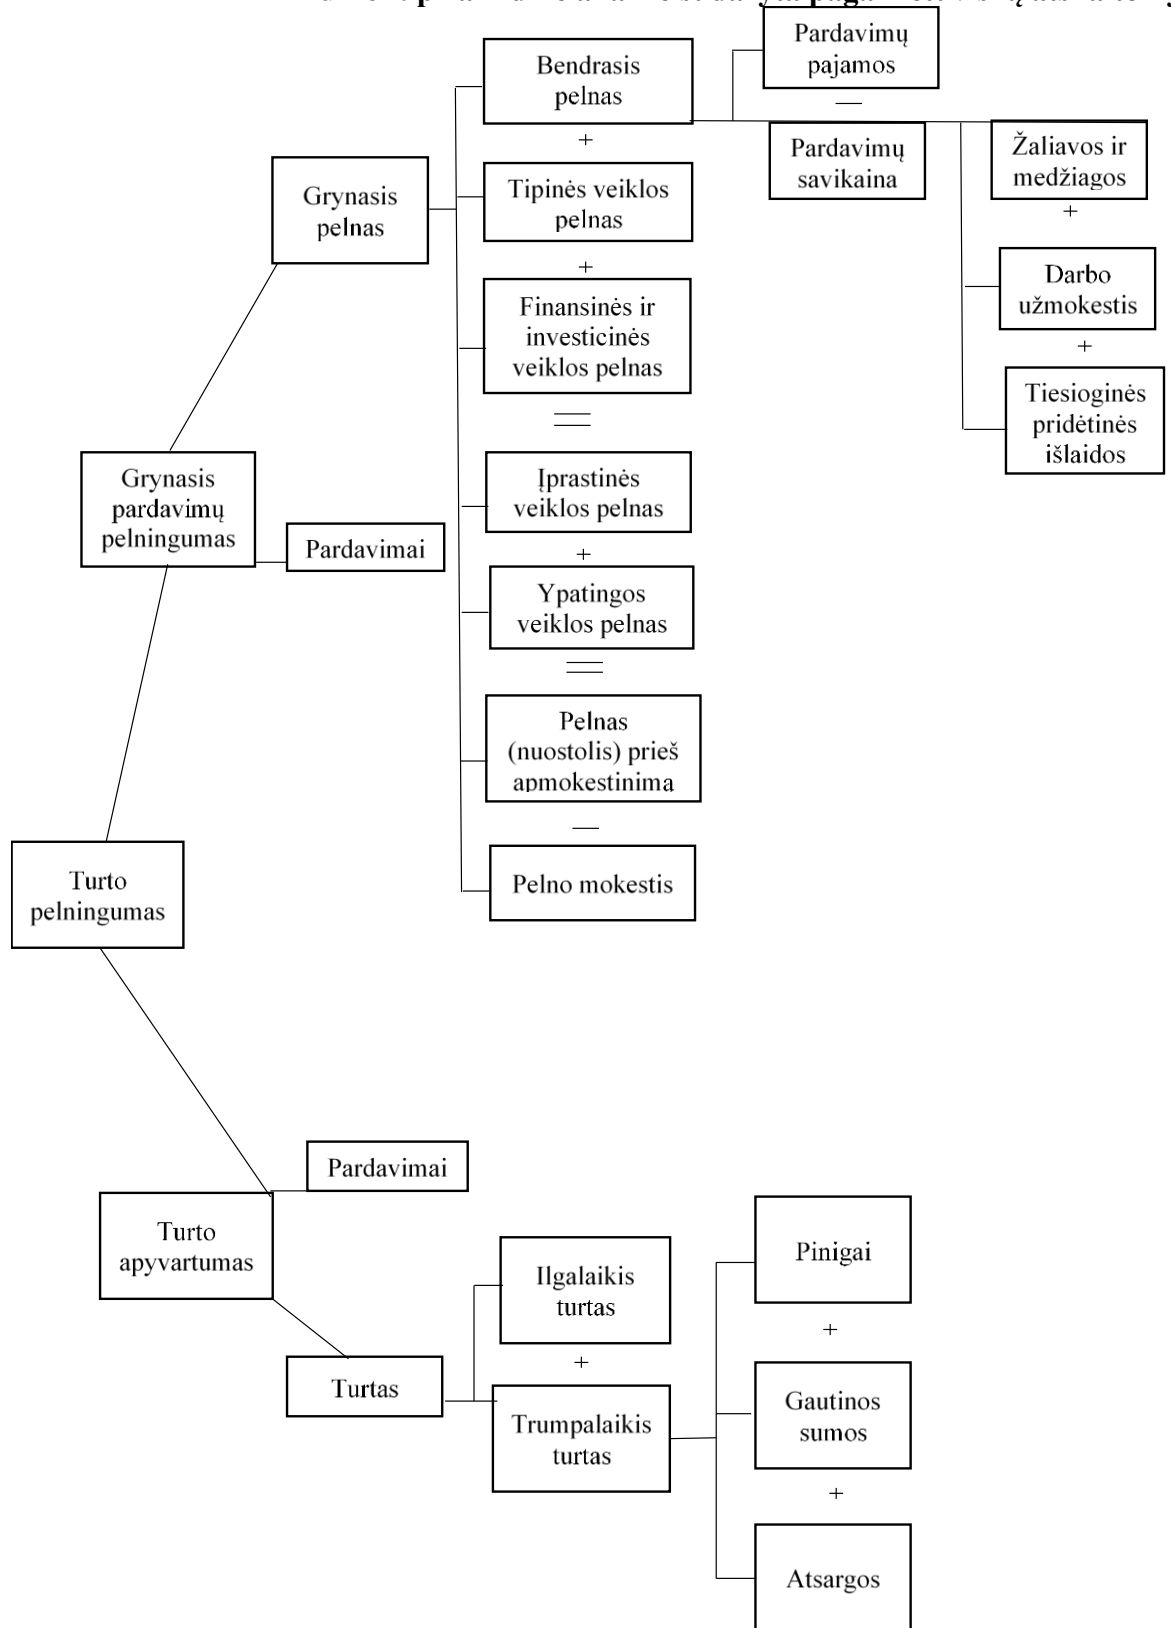 Bendrasis
pelnas
+
Tipinės veiklos
pelnas
+
Finansinės ir
investicinės
veiklos pelnas
=
Įprastinės
veiklos pelnas
+
Ypatingos
veiklos pelnas
=
Pelnas
(nuostolis) prieš
apmokestinimą
—
Pelno mokestis
Pardavimų
pajamos
—
Pardavimų
savikaina
Žaliavos ir
medžiagos
+
Darbo
užmokestis
+
Tiesioginės
pridėtinės
išlaidos
Grynasis
pelnas
Grynasis
pardavimų
pelningumas
Pardavimai
Turto
pelningumas
Pardavimai
Turto
apyvartumas
Turtas
Ilgalaikis
turtas
+
Trumpalaikis
turtas
Pinigai
+
Gautinos
sumos
+
Atsargos